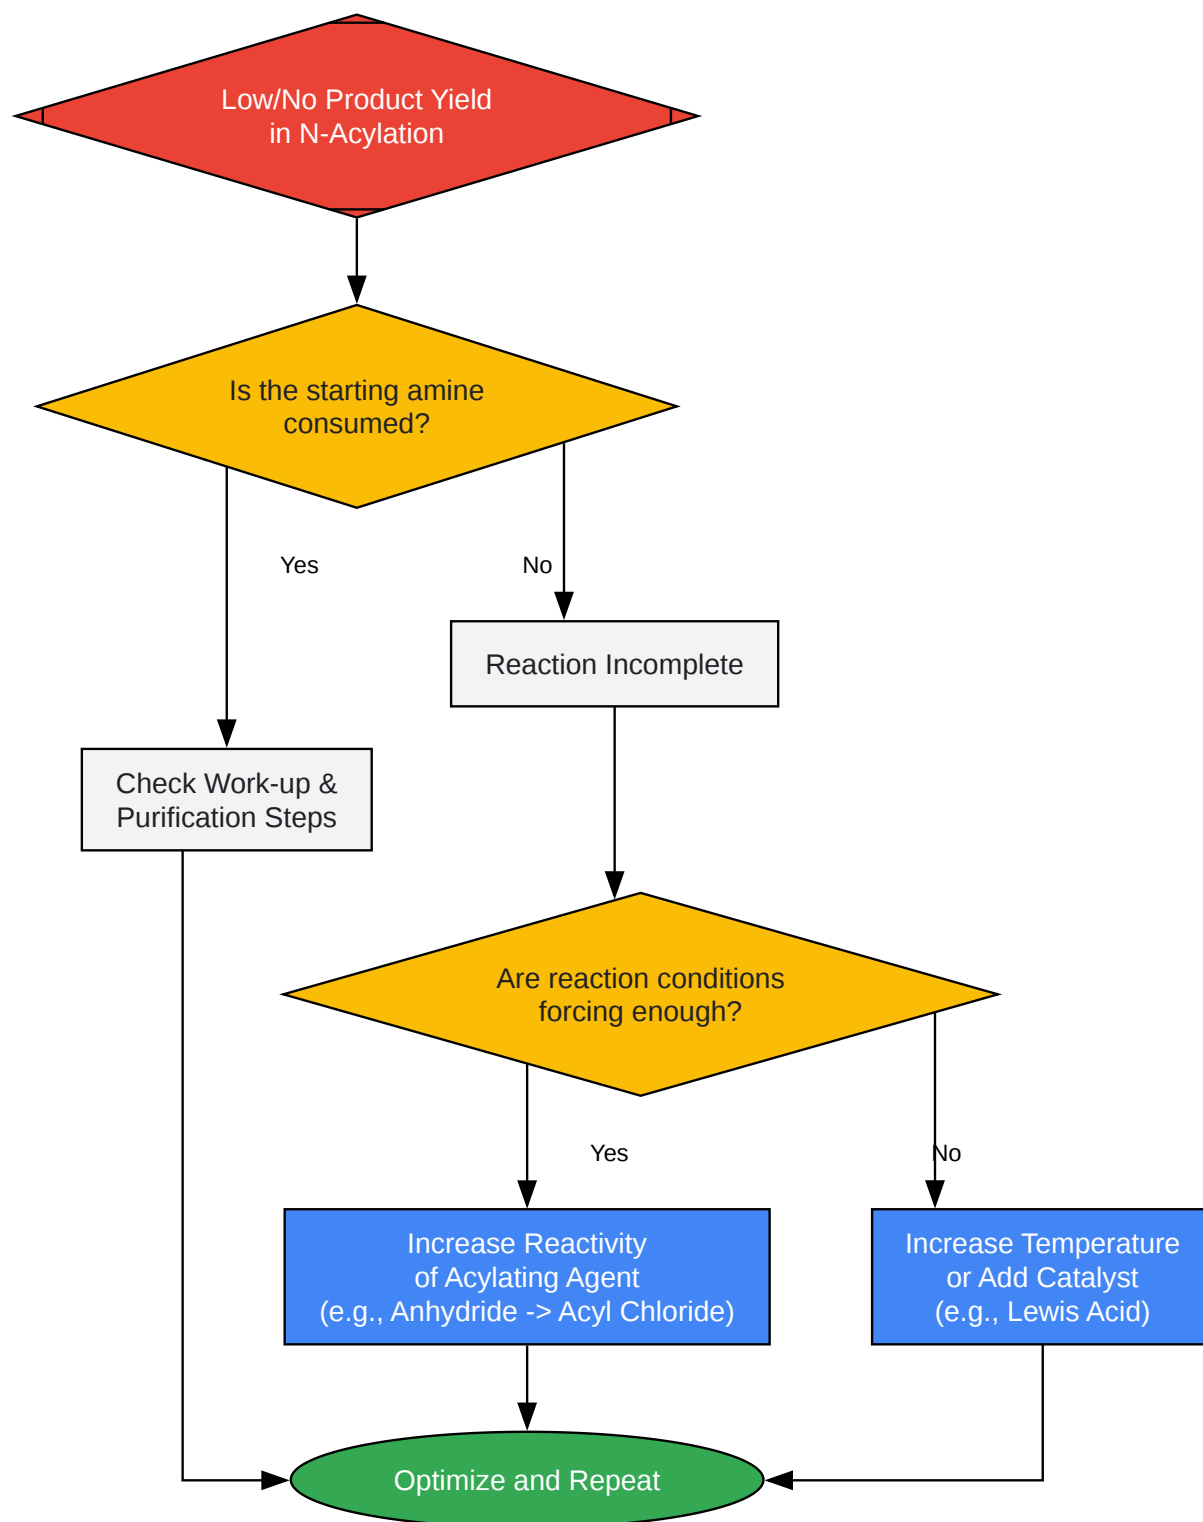 Low/No Product Yield
in N-Acylation
Is the starting amine
consumed?
Yes
No
Reaction Incomplete
Check Work-up &
Purification Steps
Are reaction conditions
forcing enough?
Yes
No
Increase Reactivity
of Acylating Agent
(e.g., Anhydride -> Acyl Chloride)
Increase Temperature
or Add Catalyst
(e.g., Lewis Acid)
Optimize and Repeat